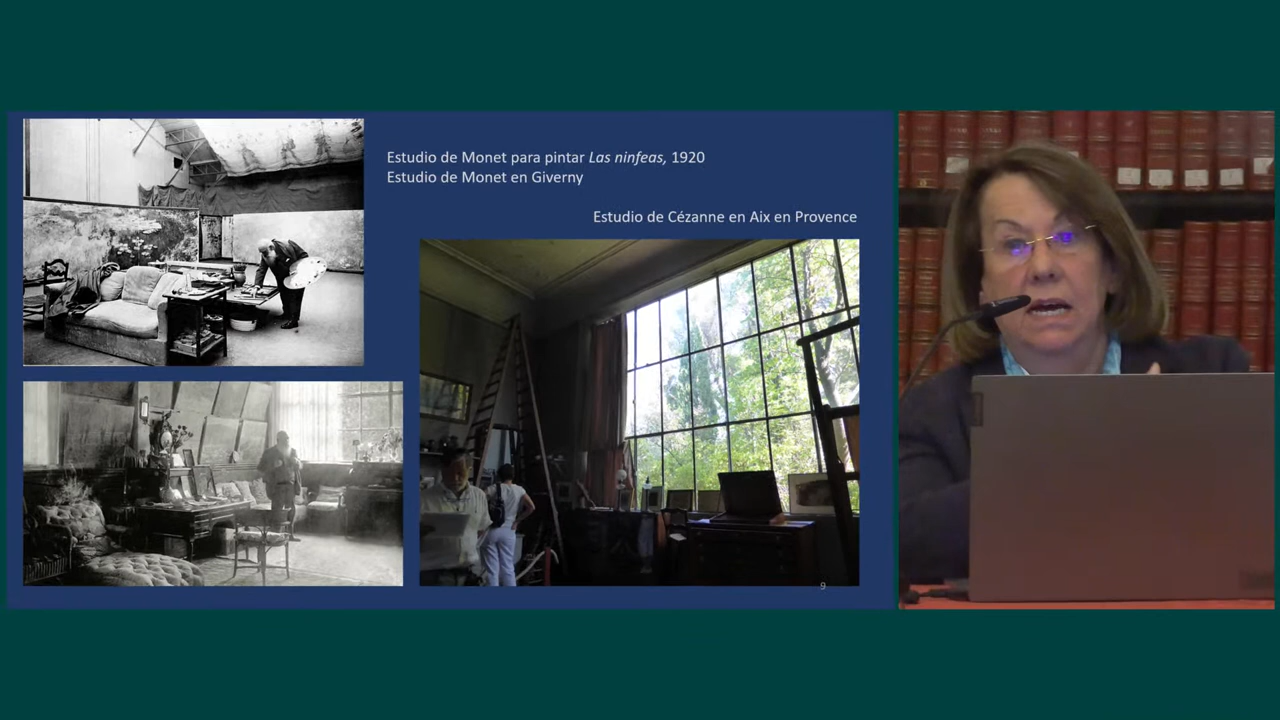 Estudio de Monet para pintar Las ninfeas, 1920
Estudio de Monet en Giverny
Estudio de Cézanne en Aix en Provence
9